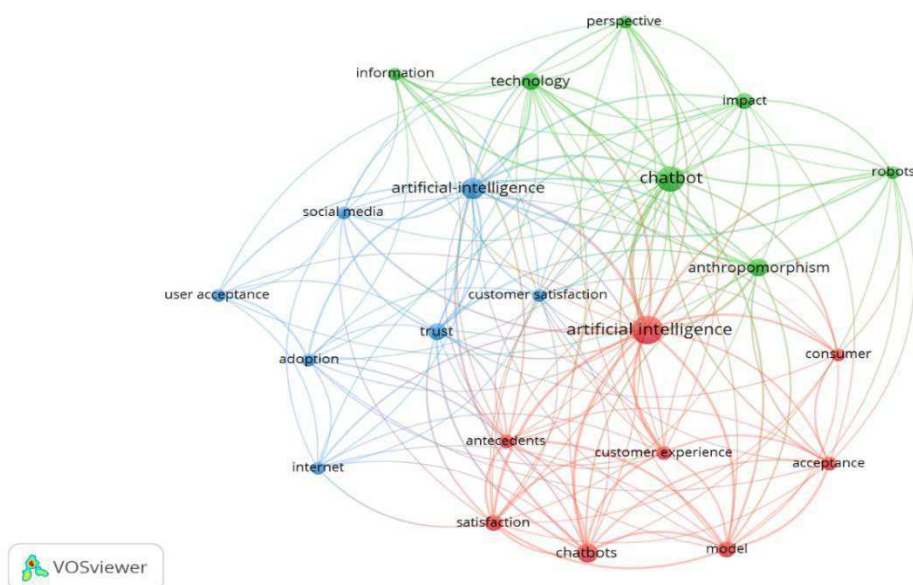 perspective
information
technology
impact
robots
chatbot
artificial-intelligence
social media
anthropomorphism
user acceptance
customer satisfaction
trust
artificial intelligence
adoption
consumer
antecedents
customer experience
internet
acceptance
satisfaction
chatbots
model
VOSviewer